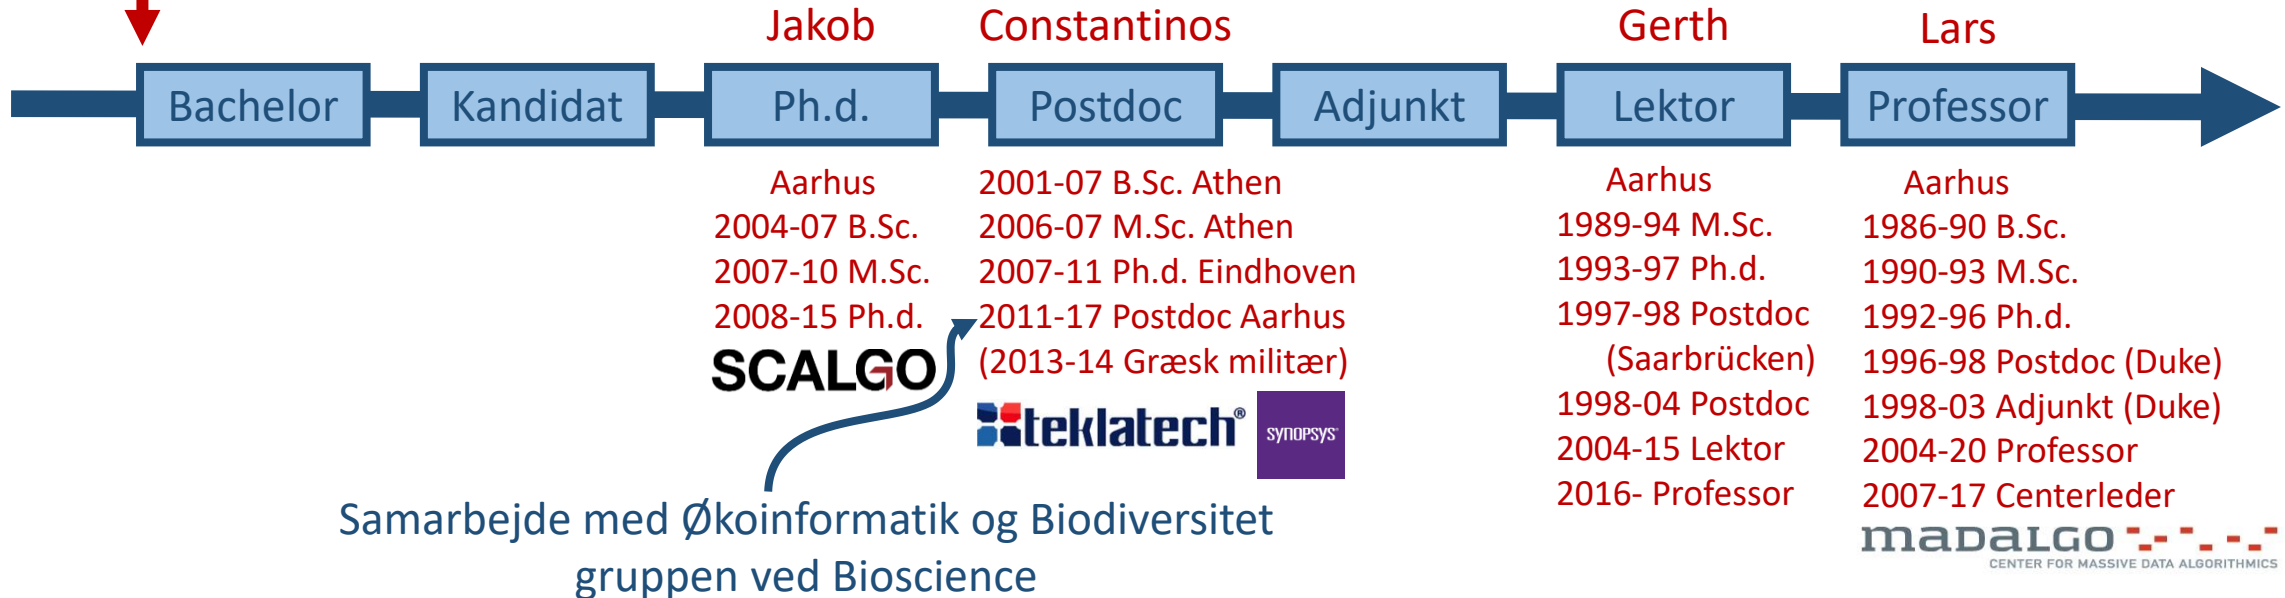 Jakob
Constantinos
Gerth
Lars
Bachelor
Kandidat
Ph.d.
Postdoc
Adjunkt
Lektor
Professor
Aarhus
2004-07 B.Sc.
2007-10 M.Sc.
2008-15 Ph.d.
SCALGO
2001-07 B.Sc. Athen
2006-07 M.Sc. Athen
2007-11 Ph.d. Eindhoven
2011-17 Postdoc Aarhus
(2013-14 Græsk militær)
teklatech®
SYNOPSYS®
Aarhus
1989-94 M.Sc.
1993-97 Ph.d.
1997-98 Postdoc
(Saarbrücken)
1998-04 Postdoc
2004-15 Lektor
2016- Professor
Aarhus
1986-90 B.Sc.
1990-93 M.Sc.
1992-96 Ph.d.
1996-98 Postdoc (Duke)
1998-03 Adjunkt (Duke)
2004-20 Professor
2007-17 Centerleder
maDaLGO
CENTER FOR MASSIVE DATA ALGORITHMICS
Samarbejde med Økoinformatik og Biodiversitet
gruppen ved Bioscience